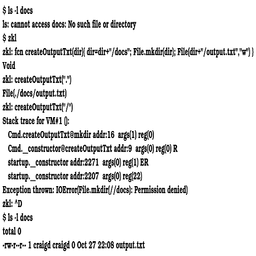 $ ls -l docs
ls: cannot access docs: No such file or directory
$ zkl
zkl: fcn createOutputTxt(dir){ dir=dir+"/docs"; File.mkdir(dir); File(dir+"/output.txt","w") }
Void
zkl: createOutputTxt(".")
File(./docs/output.txt)
zkl: createOutputTxt("/")
Stack trace for VM#1 ():
Cmd.createOutputTxt@mkdir addr:16 args(1) reg(0)
Cmd.__constructor@createOutputTxt addr:9 args(0) reg(0) R
startup.__constructor addr:2271 args(0) reg(1) ER
startup.__constructor addr:2207 args(0) reg(22)
Exception thrown: IOError(File.mkdir(//docs): Permission denied)
zkl: ^D
$ ls -l docs
total 0
-rw-r--r-- 1 craigd craigd 0 Oct 27 22:08 output.txt